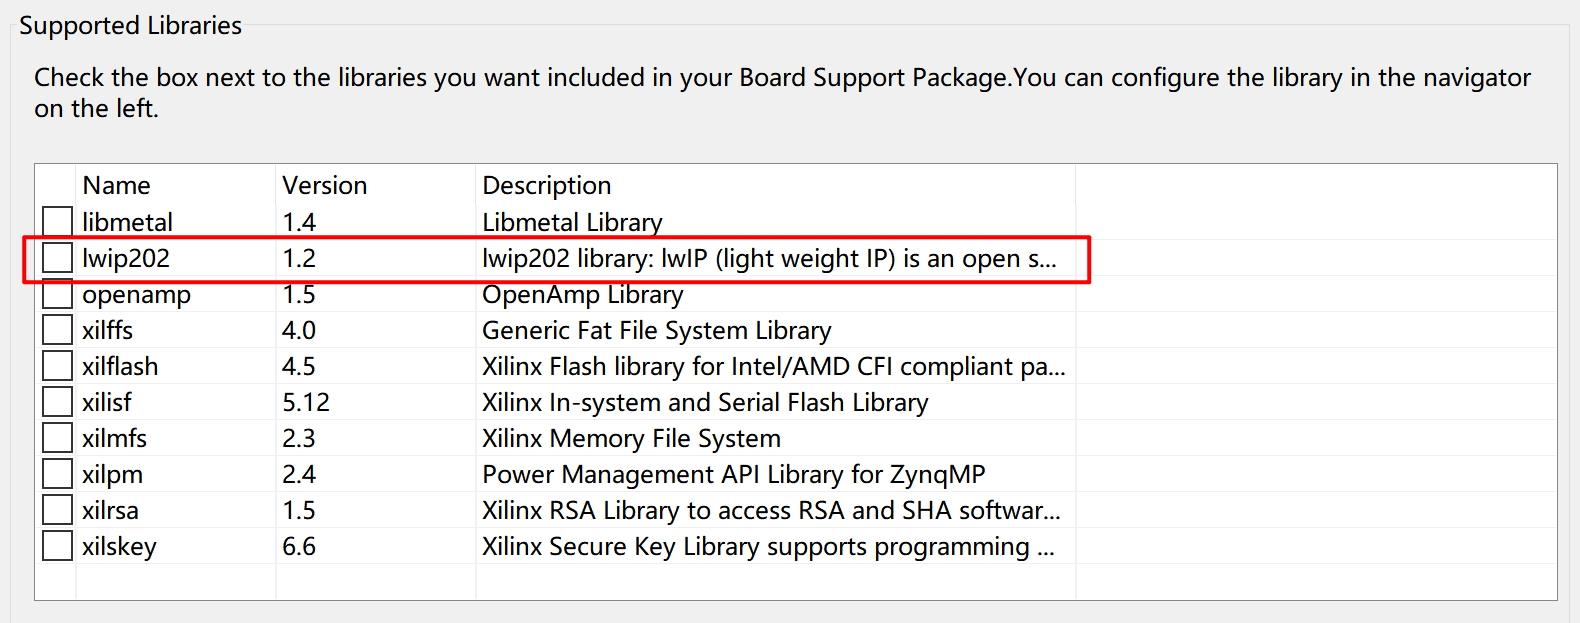 Supported Libraries
Check the box next to the libraries you want included in your Board Support Package.You can configure the library in the navigator
on the left.
Name Version Description
libmetal 1.4 Libmetal Library
lwip202 1.2 lwip202 library: lwIP (light weight IP) is an open s...
openamp 1.5 OpenAmp Library
xilffs 4.0 Generic Fat File System Library
xilflash 4.5 Xilinx Flash library for Intel/AMD CFI compliant pa...
xilisf 5.12 Xilinx In-system and Serial Flash Library
xilmfs 2.3 Xilinx Memory File System
xilpm 2.4 Power Management API Library for ZynqMP
xilrsa 1.5 Xilinx RSA Library to access RSA and SHA softwar...
xilskey 6.6 Xilinx Secure Key Library supports programming ...